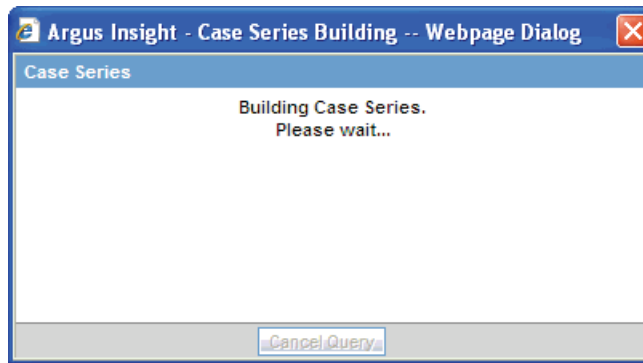 Argus Insight - Case Series Building -- Webpage Dialog
Case Series
Building Case Series.
Please wait...
Cancel Query